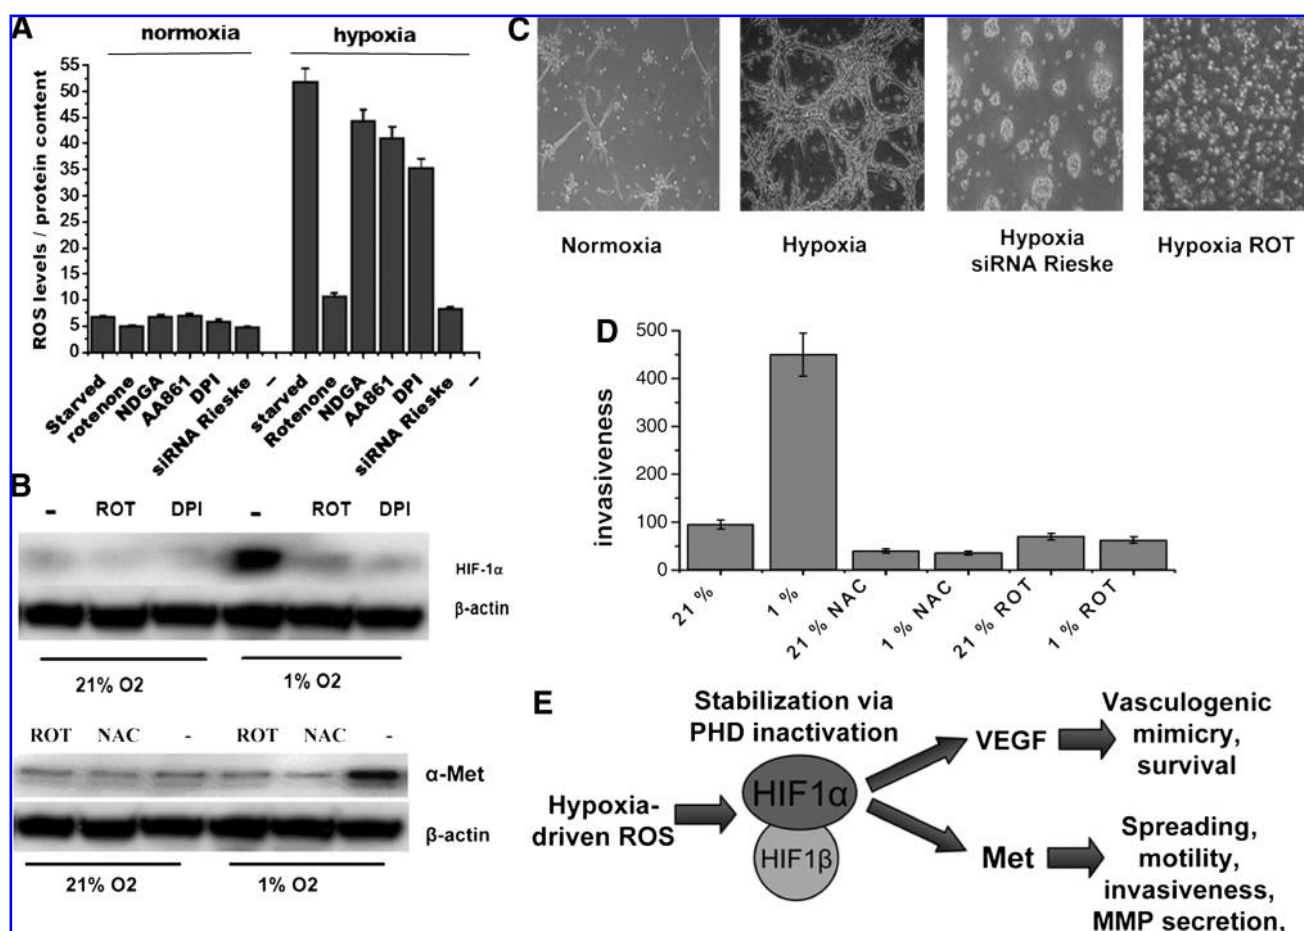 A
normoxia
hypoxia
ROS levels / protein content
55
50
45
40
35
30
25
20
15
10
5
0
Starved
rotenone
NDGA
AA861
DPI
siRNA Rieske
–
starved
Rotenone
NDGA
AA861
DPI
siRNA Rieske
–
B
- ROT DPI - ROT DPI
HIF-1α
β-actin
21% O2
1% O2
ROT NAC - ROT NAC -
α-Met
β-actin
21% O2
1% O2
C
Normoxia
Hypoxia
Hypoxia
siRNA Rieske
Hypoxia ROT
D
invasiveness
500
400
300
200
100
0
21 %
1 %
21 % NAC
1 % NAC
21 % ROT
1 % ROT
E
Stabilization via
PHD inactivation
Hypoxia-
driven ROS
HIF1α
HIF1β
VEGF
Met
Vasculogenic
mimicry,
survival
Spreading,
motility,
invasiveness,
MMP secretion,